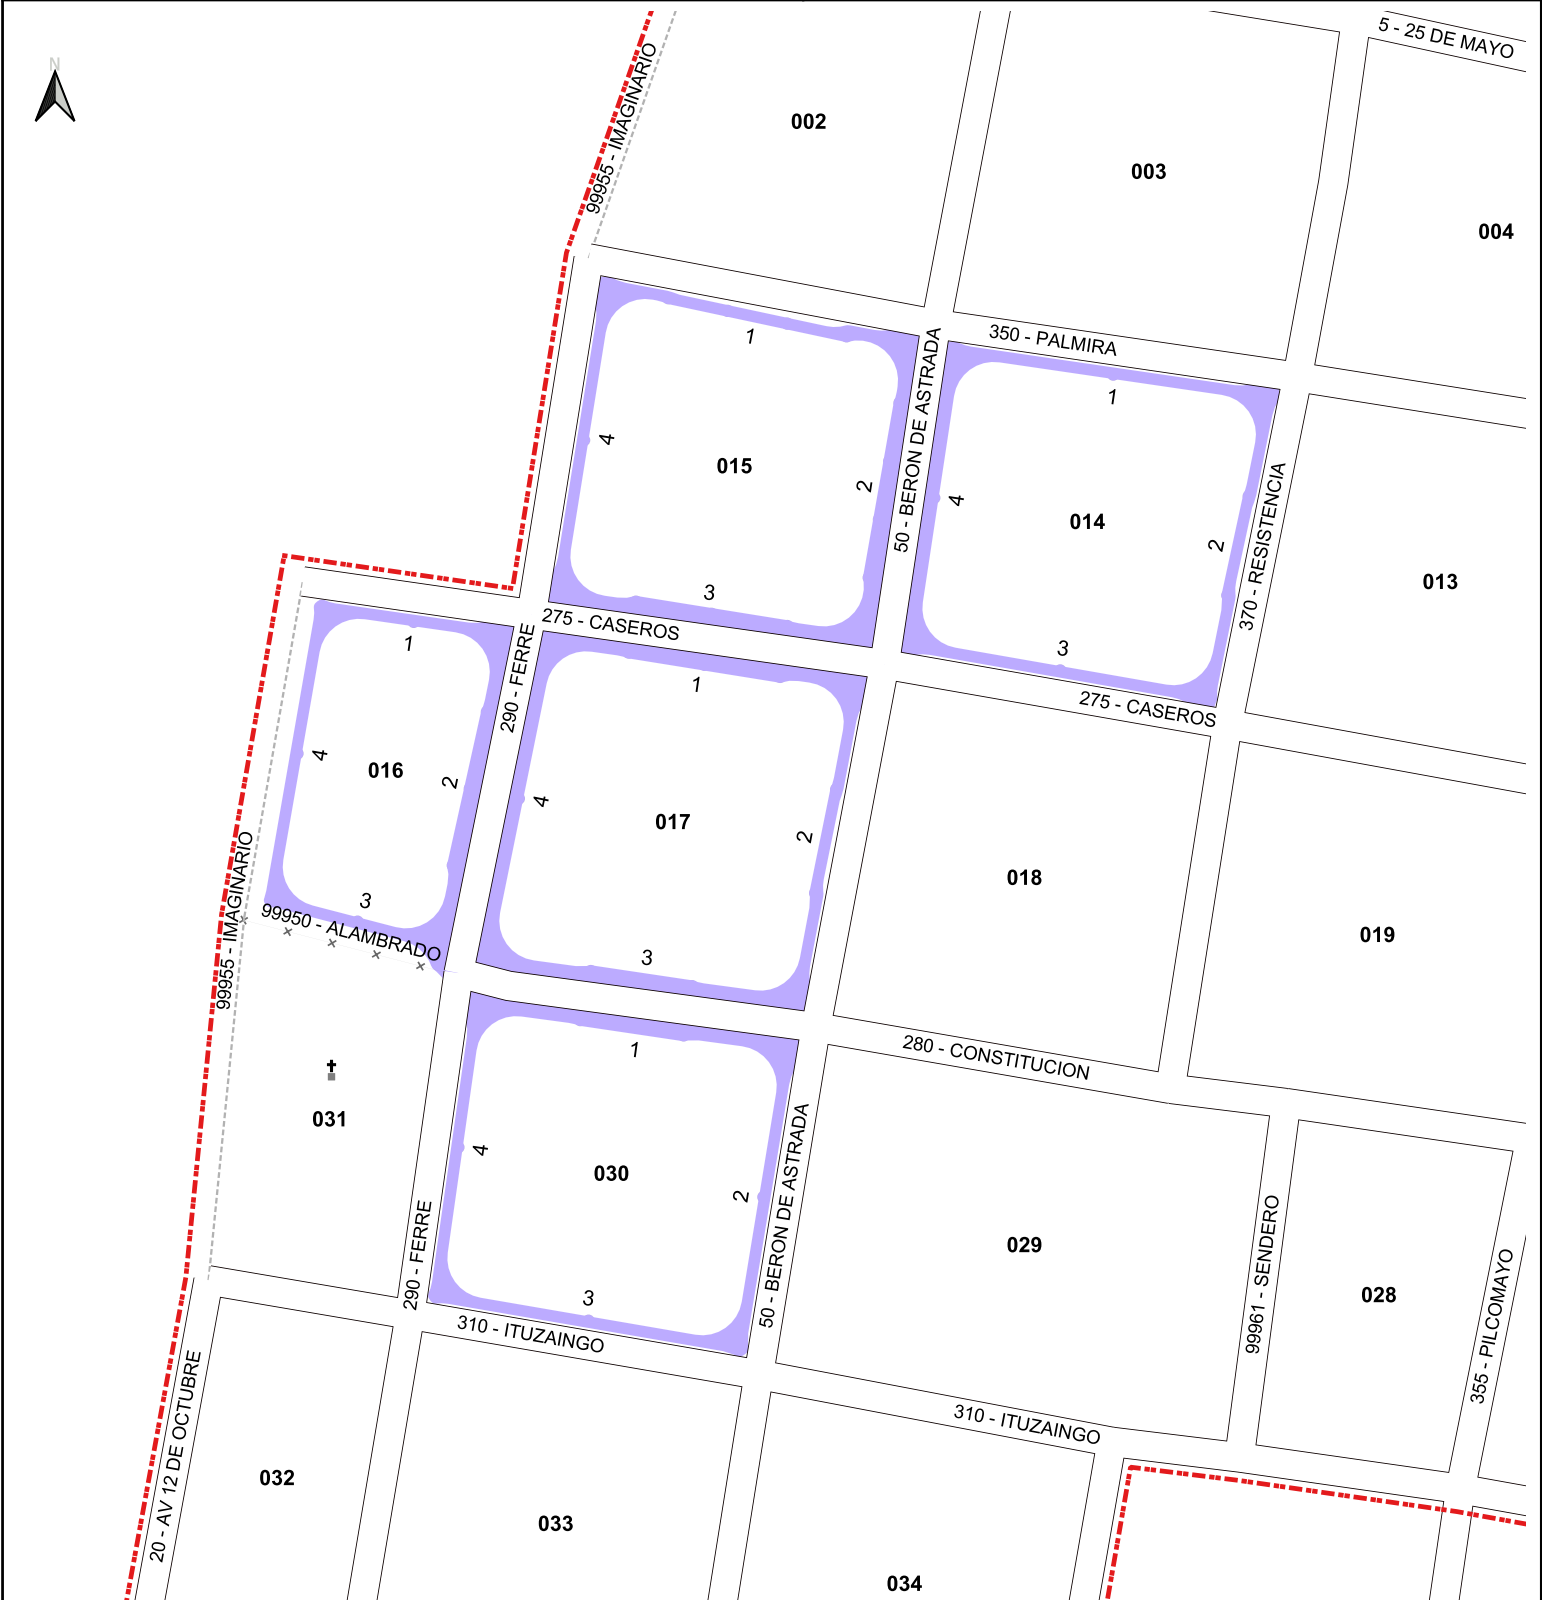 5 - 25 DE MAYO
N
99955 - IMAGINARIO
002
003
004
350 - PALMIRA
1
50 - BERON DE ASTRADA
1
4
015
2
4
014
2
370 - RESISTENCIA
013
3
275 - CASEROS
3
275 - CASEROS
1
290 - FERRE
1
4
016
2
4
017
2
018
019
3
99950 - ALAMBRADO
99955 - IMAGINARIO
3
280 - CONSTITUCION
1
031
4
030
2
50 - BERON DE ASTRADA
029
99961 - SENDERO
028
355 - PILCOMAYO
290 - FERRE
3
310 - ITUZAINGO
310 - ITUZAINGO
20 - AV 12 DE OCTUBRE
032
033
034